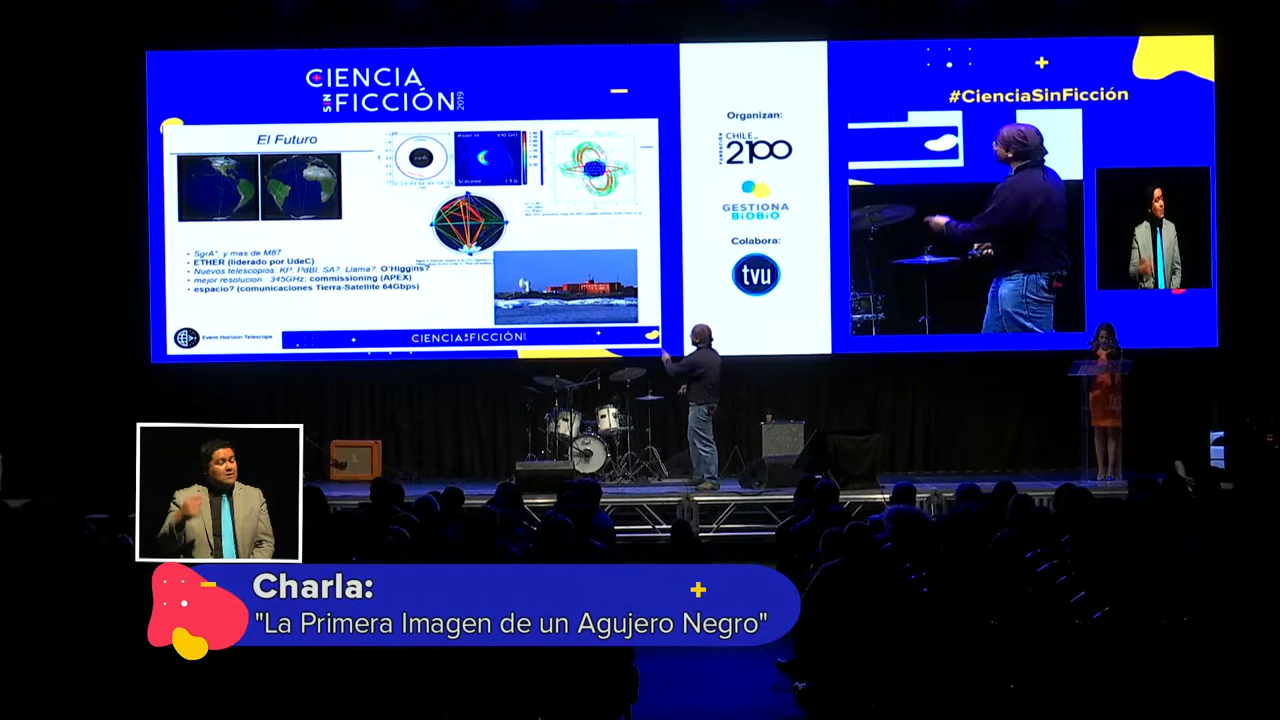 CIENCIA
SIN FICCIÓN 2019
El Futuro
SgrA*. y mas de M87
ETHER (liderado por UdeC)
Nuevos telescopios: KP, PdBI, SA?, Llama?, O'Higgins?
mejor resolucion 345GHz: commissioning (APEX)
espacio? (comunicaciones Tierra-Satellite 64Gbps)
Event Horizon Telescope
CIENCIA SIN FICCIÓN
Organizan:
FUNDACIÓN CHILE
2100
GESTIONA
BIOBIO
Colabora:
tvu
#CienciaSinFicción
Charla:
"La Primera Imagen de un Agujero Negro"